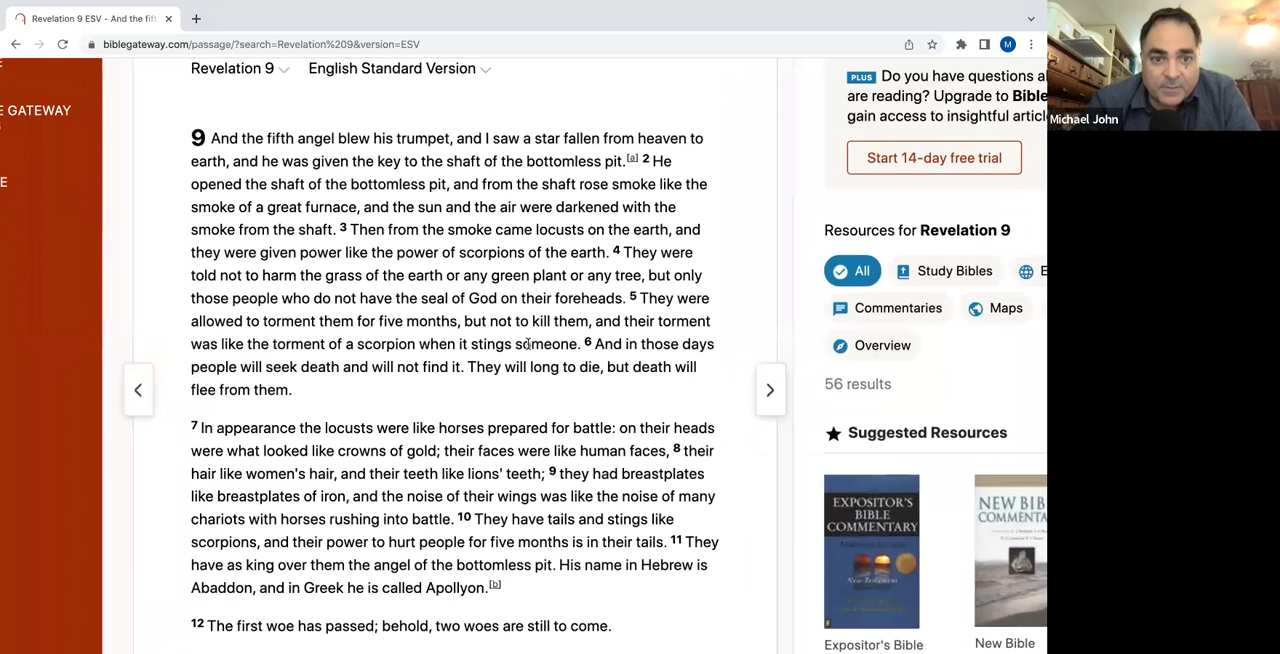 Revelation 9 ESV - And the fift
biblegateway.com/passage/?search=Revelation%209&version=ESV
M
E
E GATEWAY
E
Revelation 9
English Standard Version
9 And the fifth angel blew his trumpet, and I saw a star fallen from heaven to
earth, and he was given the key to the shaft of the bottomless pit.[a] 2 He
opened the shaft of the bottomless pit, and from the shaft rose smoke like the
smoke of a great furnace, and the sun and the air were darkened with the
smoke from the shaft. 3 Then from the smoke came locusts on the earth, and
they were given power like the power of scorpions of the earth. 4 They were
told not to harm the grass of the earth or any green plant or any tree, but only
those people who do not have the seal of God on their foreheads. 5 They were
allowed to torment them for five months, but not to kill them, and their torment
was like the torment of a scorpion when it stings someone. 6 And in those days
people will seek death and will not find it. They will long to die, but death will
flee from them.
7 In appearance the locusts were like horses prepared for battle: on their heads
were what looked like crowns of gold; their faces were like human faces, 8 their
hair like women's hair, and their teeth like lions' teeth; 9 they had breastplates
like breastplates of iron, and the noise of their wings was like the noise of many
chariots with horses rushing into battle. 10 They have tails and stings like
scorpions, and their power to hurt people for five months is in their tails. 11 They
have as king over them the angel of the bottomless pit. His name in Hebrew is
Abaddon, and in Greek he is called Apollyon.[b]
12 The first woe has passed; behold, two woes are still to come.
PLUS Do you have questions a
are reading? Upgrade to Bible
gain access to insightful articl
Start 14-day free trial
Resources for Revelation 9
All
Study Bibles
E
Commentaries
Maps
Overview
56 results
Suggested Resources
EXPOSITOR'S
BIBLE
COMMENTARY
New Testament
NEW BIB
COMMENTA
Expositor's Bible
New Bible
Michael John